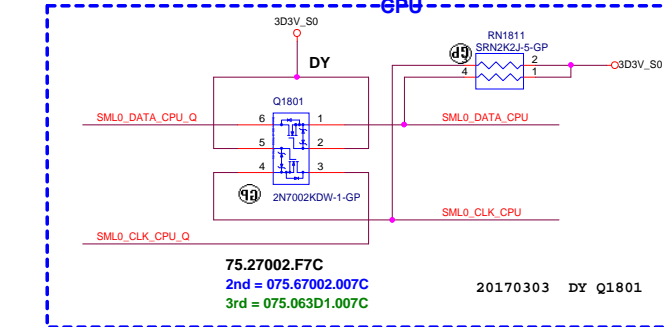 CPU
3D3V_S0
DY
RN1811
SRN2K2J-5-GP
GP
2
4
1
3D3V_S0
Q1801
SML0_DATA_CPU_Q
6
1
SML0_DATA_CPU
5
2
4
3
GP
2N7002KDW-1-GP
SML0_CLK_CPU
SML0_CLK_CPU_Q
75.27002.F7C
2nd = 075.67002.007C
3rd = 075.063D1.007C
20170303 DY Q1801